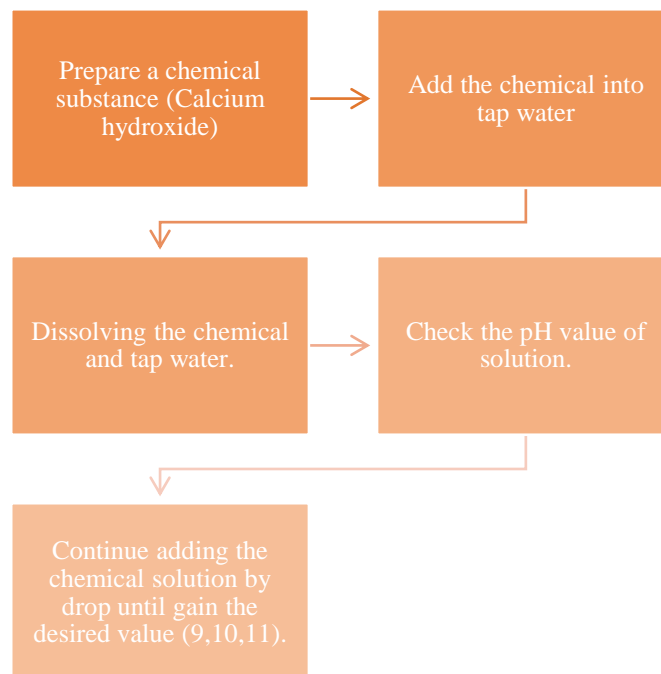 Prepare a chemical
substance (Calcium
hydroxide)
Add the chemical into
tap water
Dissolving the chemical
and tap water.
Check the pH value of
solution.
Continue adding the
chemical solution by
drop until gain the
desired value (9,10,11).